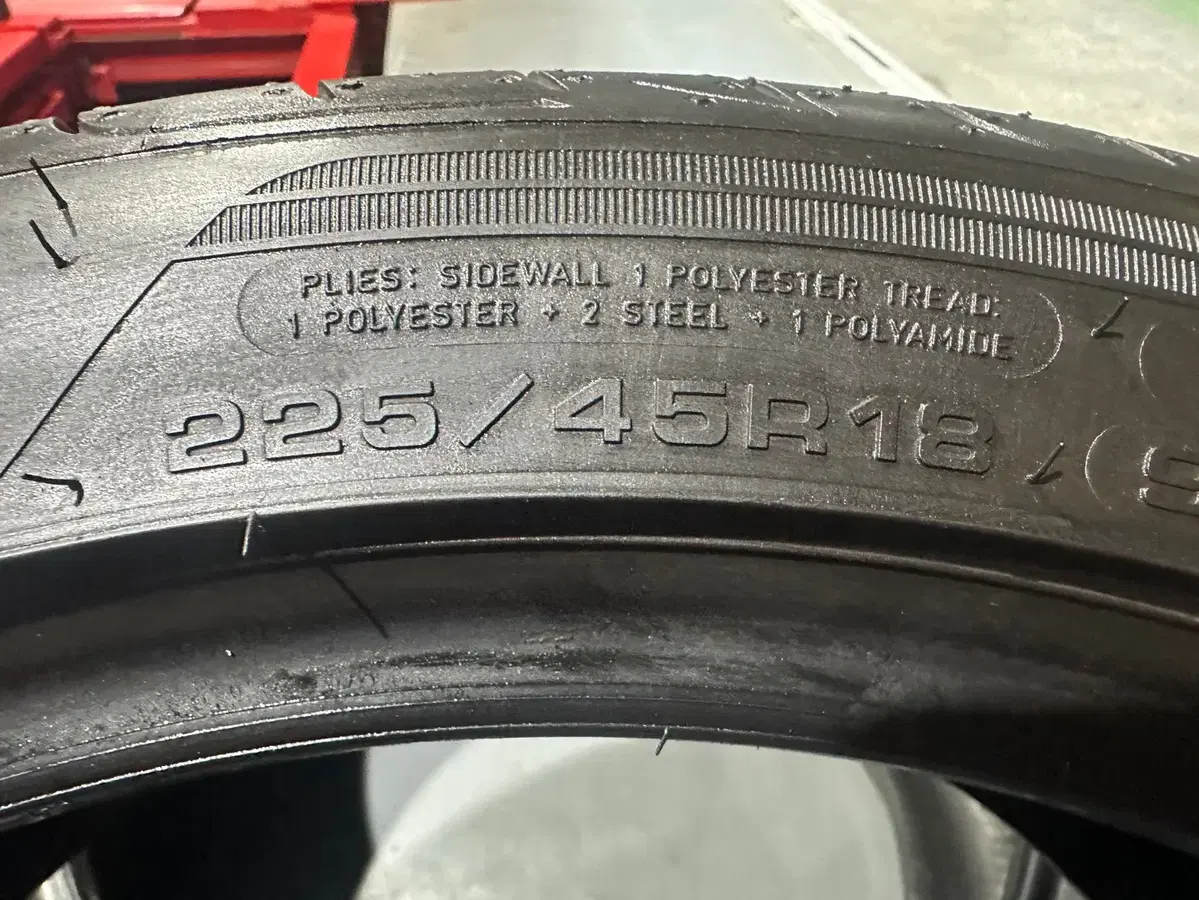 PLIES: SIDEWALL 1 POLYESTER TREAD:
1 POLYESTER + 2 STEEL + 1 POLYAMIDE
225/45R18